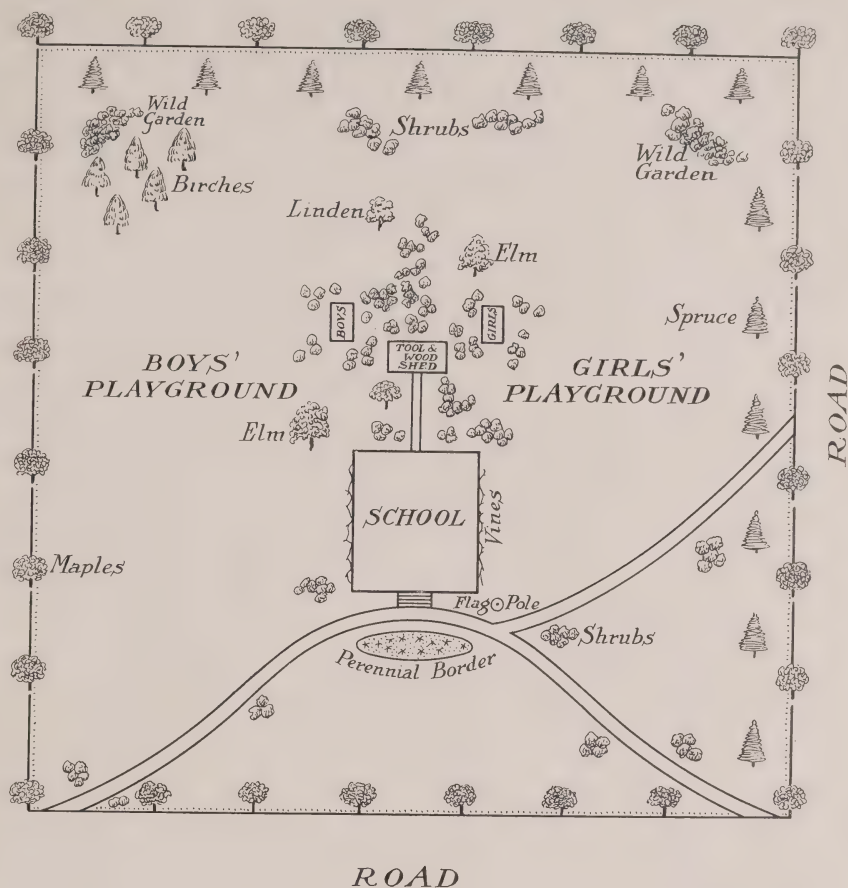 Wild
Garden
Shrubs
Wild
Garden
Birches
Linden
Elm
BOYS
GIRLS
Spruce
TOOL &
WOOD
SHED
BOYS'
PLAYGROUND
GIRLS'
PLAYGROUND
ROAD
Elm
SCHOOL
Vines
Maples
Flag Pole
Shrubs
Perennial Border
ROAD